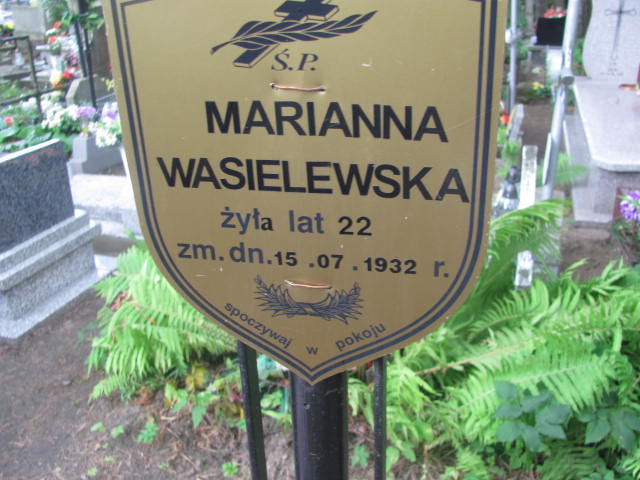 Ś.P.
MARIANNA
WASIELEWSKA
żyła lat 22
zm. dn. 15 . 07 . 1932 r.
spoczywaj w pokoju